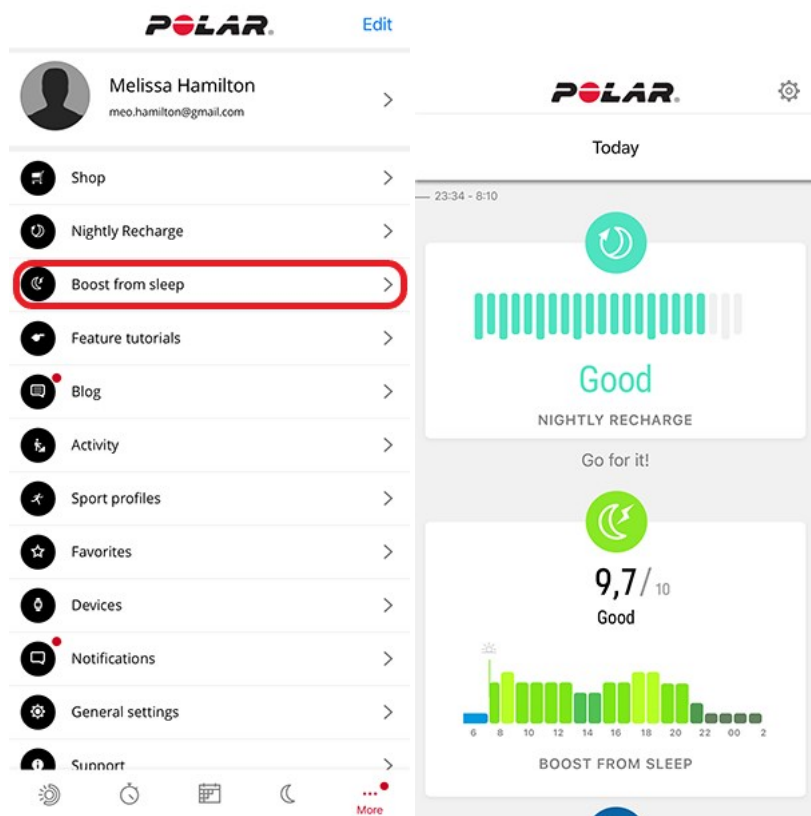 POLAR.
Edit
Melissa Hamilton
meo.hamilton@gmail.com
Shop
Nightly Recharge
Boost from sleep
Feature tutorials
Blog
Activity
Sport profiles
Favorites
Devices
Notifications
General settings
Support
More
POLAR.
Today
23:34 - 8:10
Good
NIGHTLY RECHARGE
Go for it!
9,7/ 10
Good
6 8 10 12 14 16 18 20 22 00 2
BOOST FROM SLEEP